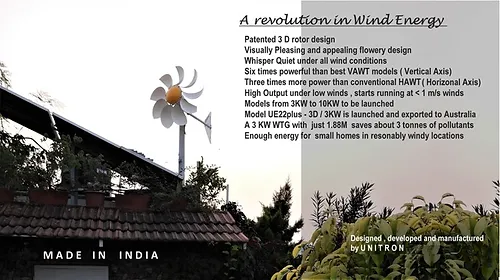 A revolution in Wind Energy
Patented 3 D rotor design
Visually Pleasing and appealing flowery design
Whisper Quiet under all wind conditions
Six times powerful than best VAWT models ( Vertical Axis)
Three times more power than conventional HAWT ( Horizonal Axis)
High Output under low winds , starts running at < 1 m/s winds
Models from 3KW to 10KW to be launched
Model UE22plus - 3D / 3KW is launched and exported to Australia
A 3 KW WTG with just 1.88M saves about 3 tonnes of pollutants
Enough energy for small homes in resonably windy locations
Designed , developed and manufactured
by U N I T R O N
M A D E I N I N D I A